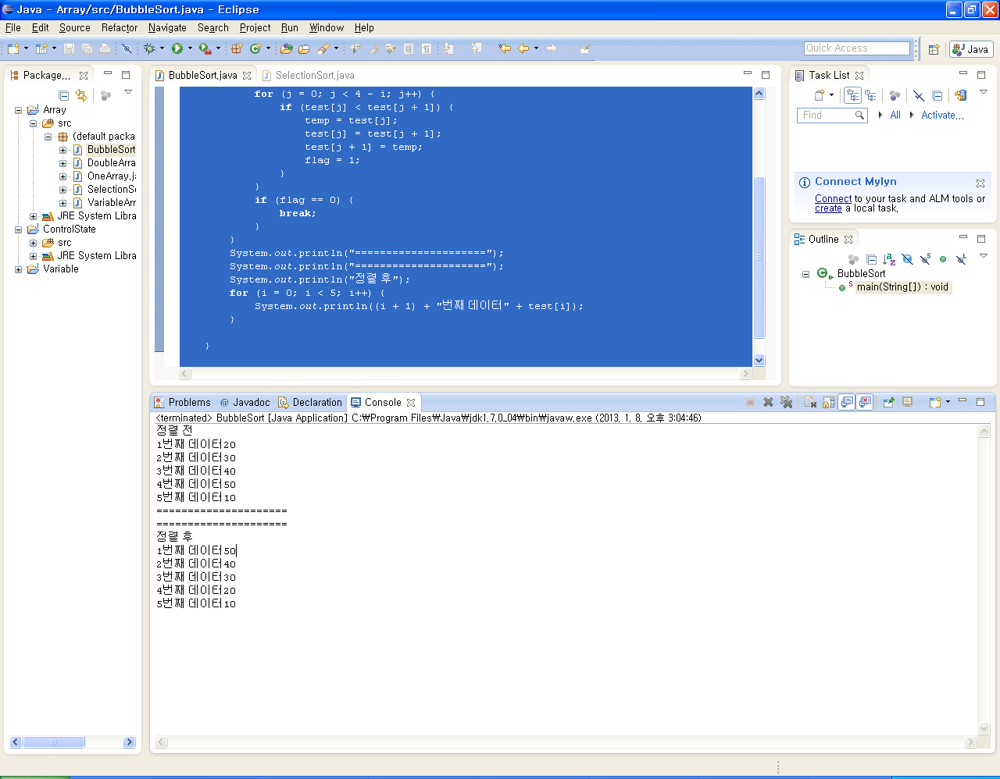 Java - Array/src/BubbleSort.java - Eclipse
File Edit Source Refactor Navigate Search Project Run Window Help
Quick Access
Java
Package...
Array
src
(default packa
BubbleSort
DoubleArra
OneArray.ja
SelectionSo
VariableArr
JRE System Libra
ControlState
src
JRE System Libra
Variable
BubbleSort.java SelectionSort.java
for (j = 0; j < 4 - i; j++) {
if (test[j] < test[j + 1]) {
temp = test[j];
test[j] = test[j + 1];
test[j + 1] = temp;
flag = 1;
}
}
if (flag == 0) {
break;
}
}
System.out.println("=====================");
System.out.println("=====================");
System.out.println("정렬 후");
for (i = 0; i < 5; i++) {
System.out.println((i + 1) + "번째 데이터" + test[i]);
}
}
Task List
Find All Activate...
Connect Mylyn
Connect to your task and ALM tools or
create a local task.
Outline
BubbleSort
main(String[]) : void
Problems @ Javadoc Declaration Console
<terminated> BubbleSort [Java Application] C:₩Program Files₩Java₩jdk1.7.0_04₩bin₩javaw.exe (2013. 1. 8. 오후 3:04:46)
정렬 전
1번째 데이터20
2번째 데이터30
3번째 데이터40
4번째 데이터50
5번째 데이터10
=====================
=====================
정렬 후
1번째 데이터50
2번째 데이터40
3번째 데이터30
4번째 데이터20
5번째 데이터10